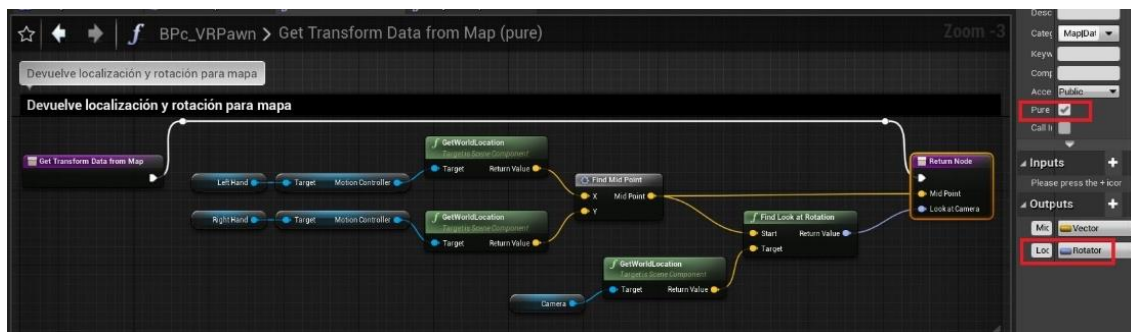 BPc_VRPawn > Get Transform Data from Map (pure)
Zoom -3
Devuelve localización y rotación para mapa
Devuelve localización y rotación para mapa
Get Transform Data from Map
Left Hand
Target Motion Controller
f GetWorldLocation
Target is Scene Component
Target Return Value
Right Hand
Target Motion Controller
f GetWorldLocation
Target is Scene Component
Target Return Value
Find Mid Point
X Mid Point
Y
Camera
f GetWorldLocation
Target is Scene Component
Target Return Value
f Find Look at Rotation
Start Return Value
Target
Return Node
Mid Point
Look at Camera
Desc
Categ Map|Dat
Keyw
Comp
Acce Public
Pure
Call I
Inputs +
Please press the + icon
Outputs +
Mic Vector
Loc Rotator